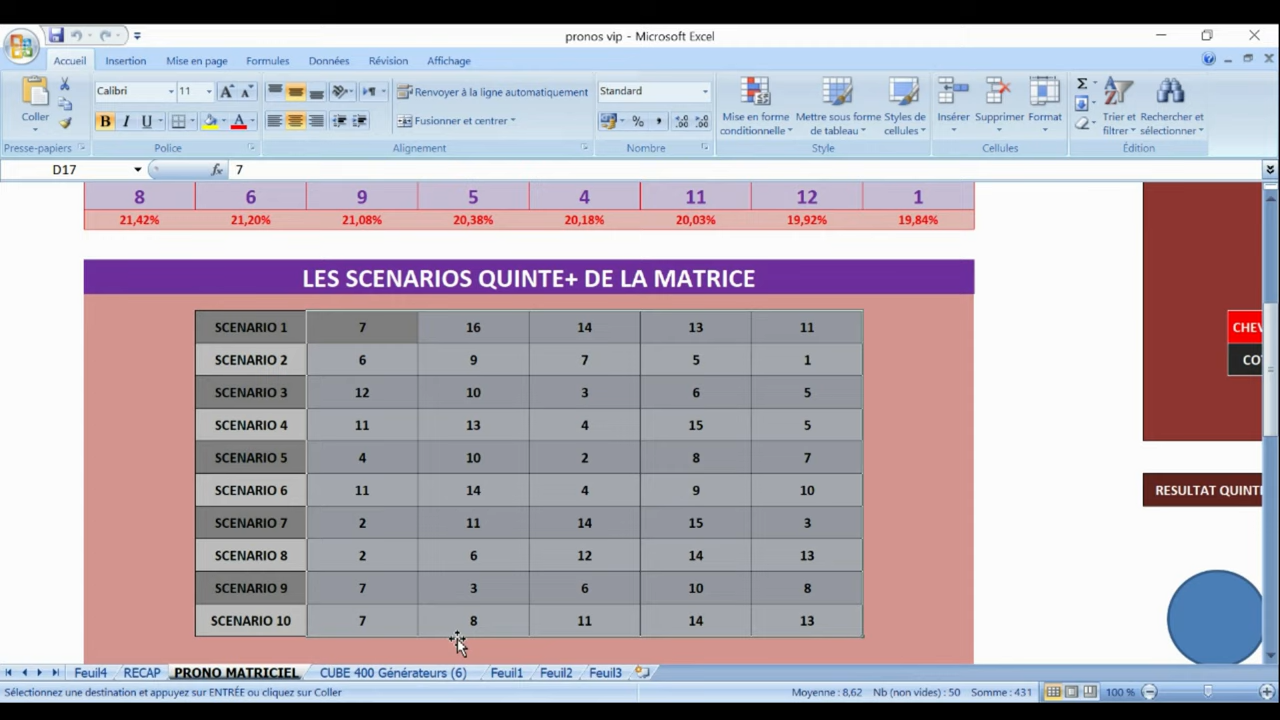 pronos vip - Microsoft Excel
Accueil Insertion Mise en page Formules Données Révision Affichage
Coller
Presse-papiers
Calibri 11
B I U A
Police
Renvoyer à la ligne automatiquement
Fusionner et centrer
Alignement
Standard
%
Nombre
Mise en forme conditionnelle
Mettre sous forme de tableau
Styles de cellules
Style
Insérer Supprimer Format
Cellules
Trier et filtrer
Rechercher et sélectionner
Édition
D17 fx 7
8 6 9 5 4 11 12 1
21,42% 21,20% 21,08% 20,38% 20,18% 20,03% 19,92% 19,84%
LES SCENARIOS QUINTE+ DE LA MATRICE
SCENARIO 1 7 16 14 13 11
SCENARIO 2 6 9 7 5 1
SCENARIO 3 12 10 3 6 5
SCENARIO 4 11 13 4 15 5
SCENARIO 5 4 10 2 8 7
SCENARIO 6 11 14 4 9 10
SCENARIO 7 2 11 14 15 3
SCENARIO 8 2 6 12 14 13
SCENARIO 9 7 3 6 10 8
SCENARIO 10 7 8 11 14 13
CHEV
CO
RESULTAT QUINT
Feuil4 RECAP PRONO MATRICIEL CUBE 400 Générateurs (6) Feuil1 Feuil2 Feuil3
Sélectionnez une destination et appuyez sur ENTRÉE ou cliquez sur Coller Moyenne : 8,62 Nb (non vides) : 50 Somme : 431 100 %